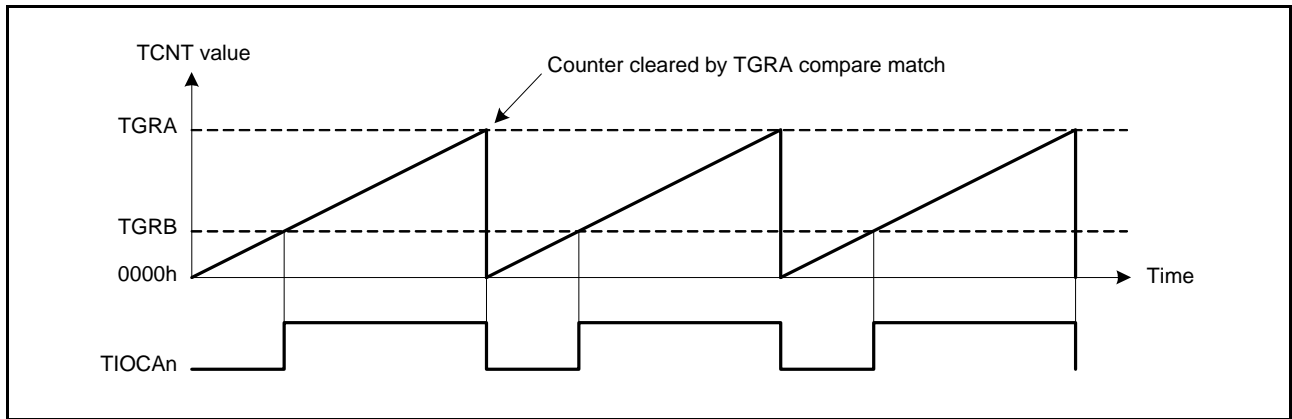 TCNT value
Counter cleared by TGRA compare match
TGRA
TGRB
0000h
Time
TIOCAn